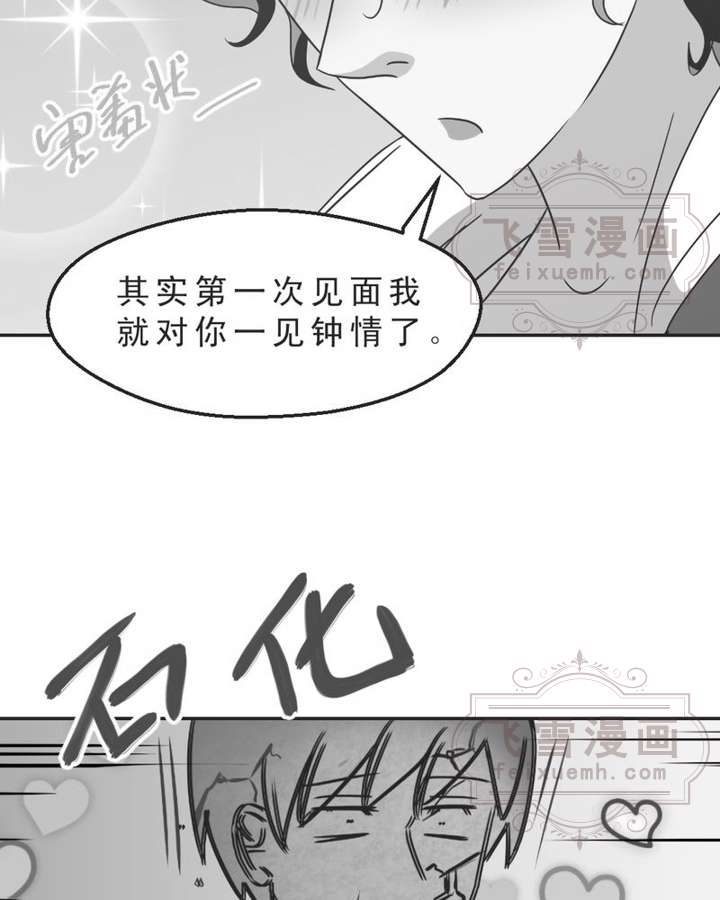 害羞状
其实第一次见面我
就对你一见钟情了。
飞雪漫画
feixuemh.com
石化
飞雪漫画
feixuemh.com